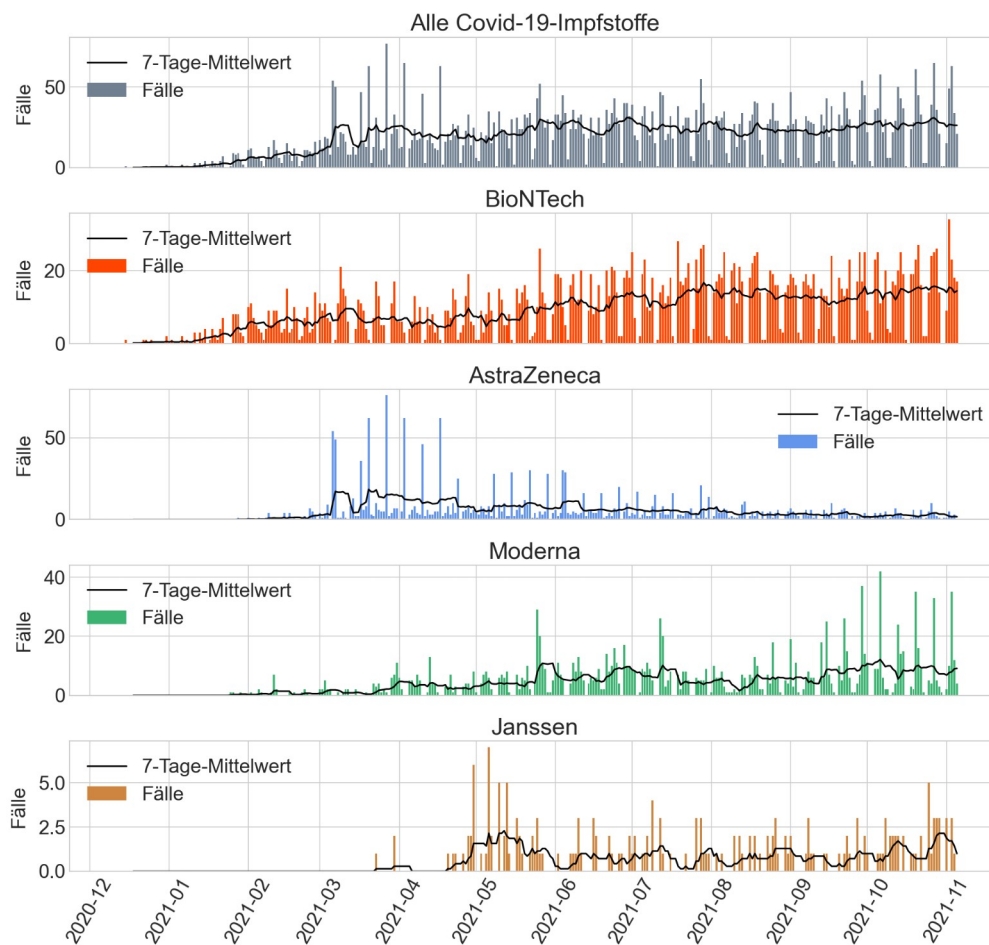 Alle Covid-19-Impfstoffe
Fälle
50
0
7-Tage-Mittelwert
Fälle
BioNTech
Fälle
20
0
7-Tage-Mittelwert
Fälle
AstraZeneca
Fälle
50
0
7-Tage-Mittelwert
Fälle
Moderna
Fälle
40
20
0
7-Tage-Mittelwert
Fälle
Janssen
Fälle
5.0
2.5
0.0
7-Tage-Mittelwert
Fälle
2020-12 2021-01 2021-02 2021-03 2021-04 2021-05 2021-06 2021-07 2021-08 2021-09 2021-10 2021-11